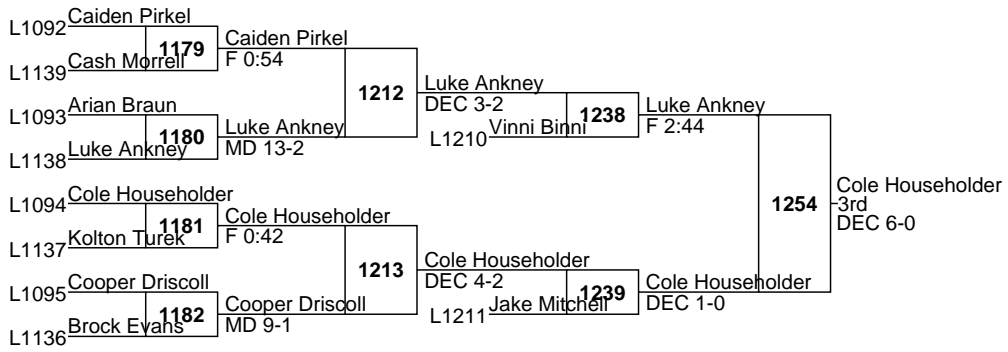 L1092 Caiden Pirkel
1179
Caiden Pirkel
F 0:54
L1139 Cash Morrell
1212
Luke Ankney
DEC 3-2
L1093 Arian Braun
1180
Luke Ankney
MD 13-2
L1138 Luke Ankney
L1210 Vinni Binni
1238
Luke Ankney
F 2:44
L1094 Cole Householder
1181
Cole Householder
F 0:42
L1137 Kolton Turek
1213
Cole Householder
DEC 4-2
L1095 Cooper Driscoll
1182
Cooper Driscoll
MD 9-1
L1136 Brock Evans
L1211 Jake Mitchell
1239
Cole Householder
DEC 1-0
1254
Cole Householder
3rd
DEC 6-0